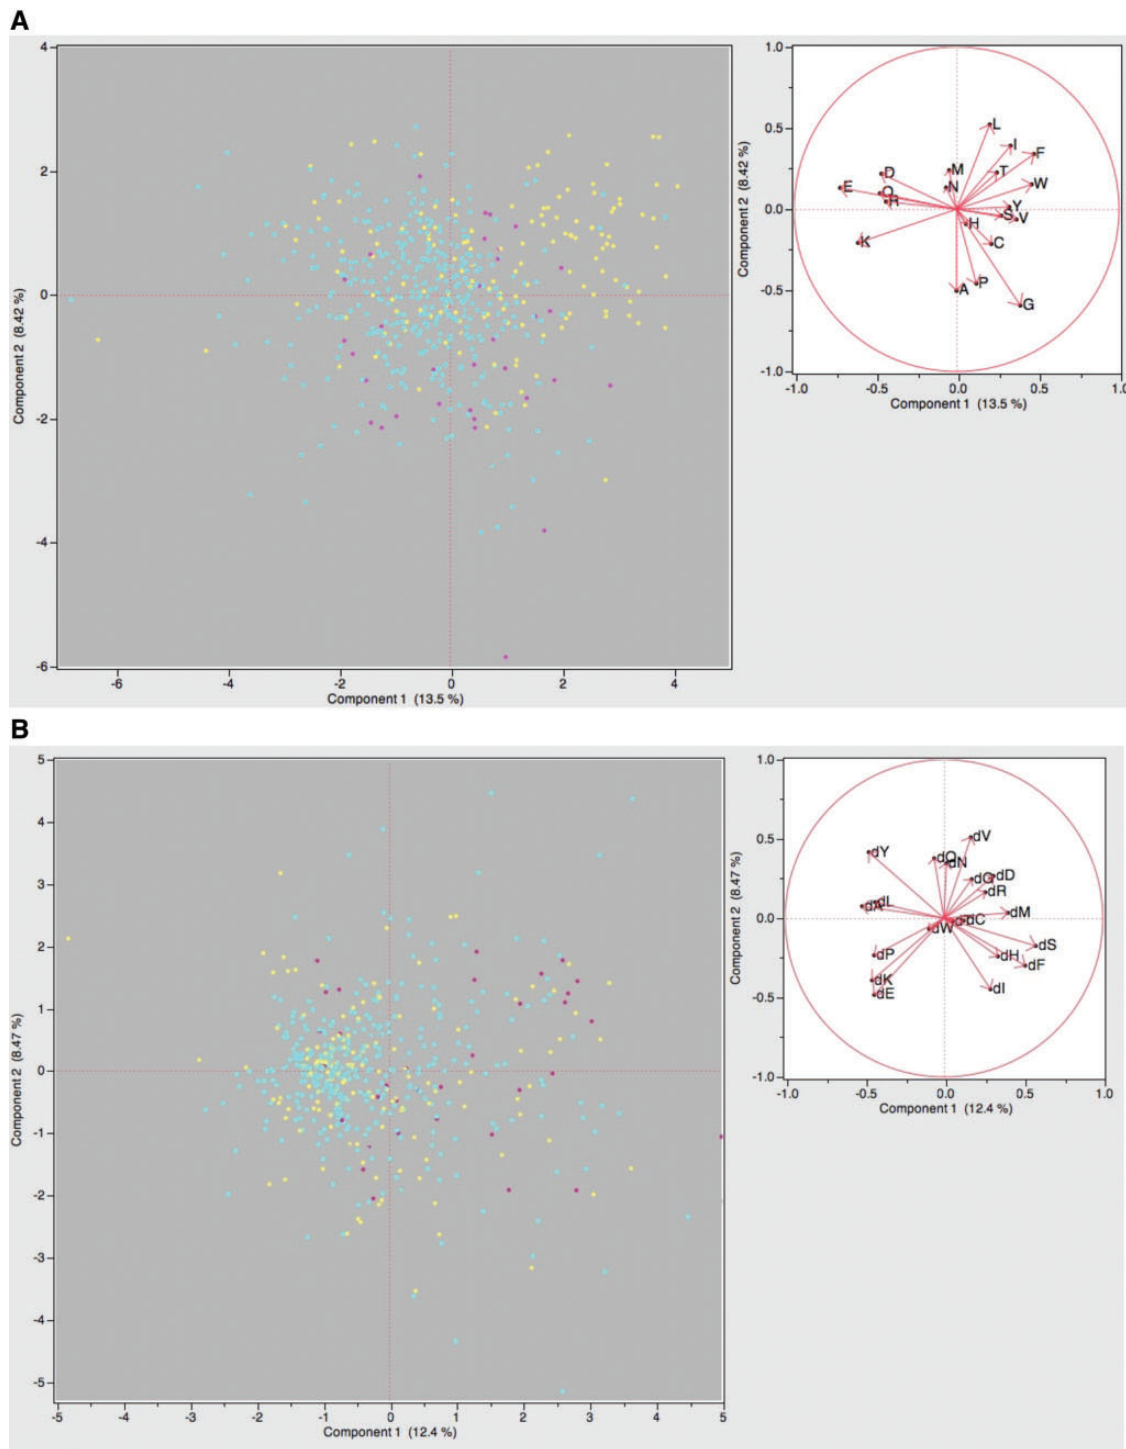 A
4
2
0
-2
-4
-6
Component 2 (8.42 %)
-6
-4
-2
0
2
4
Component 1 (13.5 %)
1.0
0.5
0.0
-0.5
-1.0
Component 2 (8.42 %)
L
I
F
M
T
D
W
N
E
Q
R
Y
S
V
H
K
C
P
A
G
-1.0
-0.5
0.0
0.5
1.0
Component 1 (13.5 %)
B
5
4
3
2
1
0
-1
-2
-3
-4
-5
Component 2 (8.47 %)
-5
-4
-3
-2
-1
0
1
2
3
4
5
Component 1 (12.4 %)
1.0
0.5
0.0
-0.5
-1.0
Component 2 (8.47 %)
dV
dY
dQ
dN
dG
dD
dR
dL
dA
dM
dC
dW
dS
dP
dH
dF
dK
dE
dI
-1.0
-0.5
0.0
0.5
1.0
Component 1 (12.4 %)